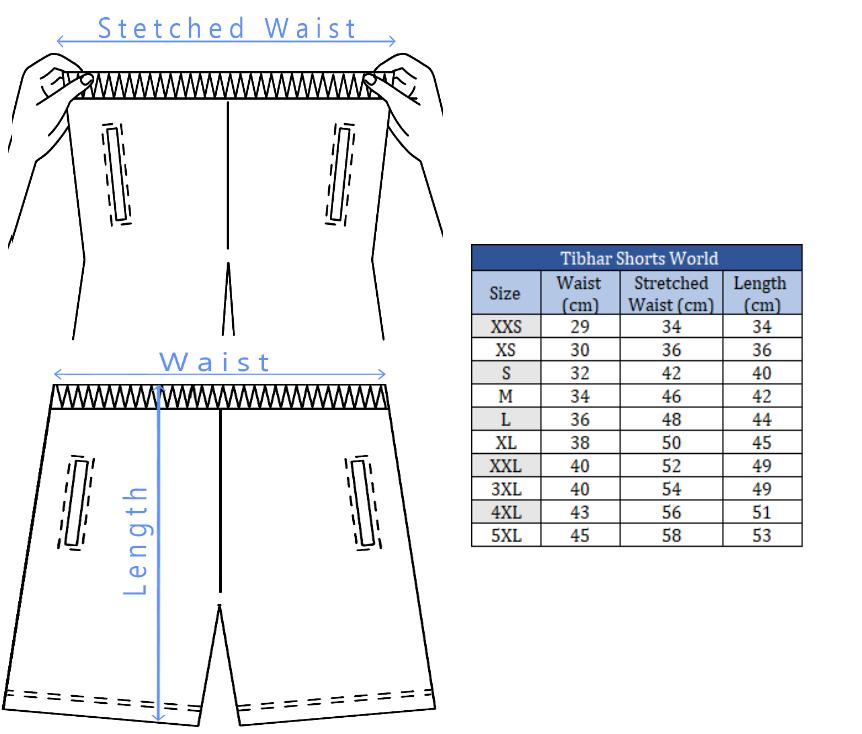 Stetched Waist
Waist
Length
Tibhar Shorts World
Size Waist (cm) Stretched Waist (cm) Length (cm)
XXS 29 34 34
XS 30 36 36
S 32 42 40
M 34 46 42
L 36 48 44
XL 38 50 45
XXL 40 52 49
3XL 40 54 49
4XL 43 56 51
5XL 45 58 53